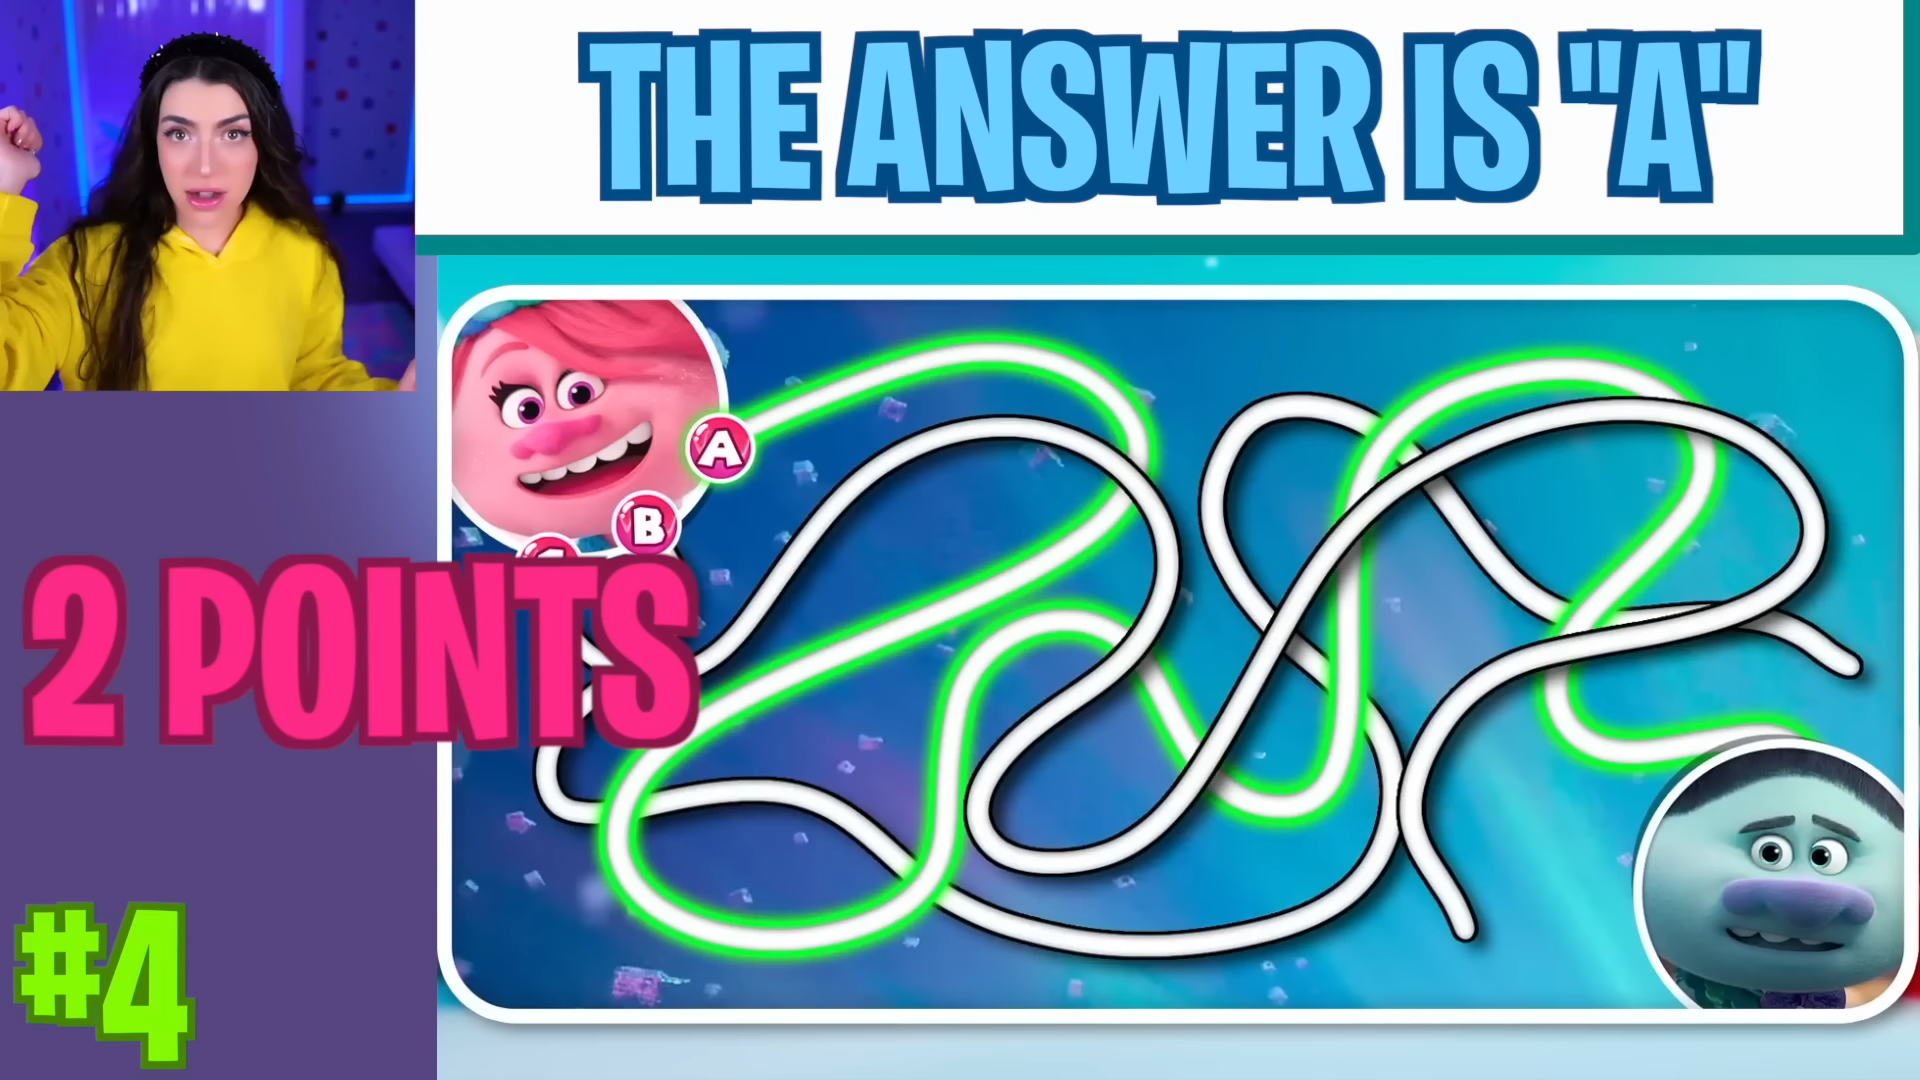 THE ANSWER IS "A"
A
B
2 POINTS
#4